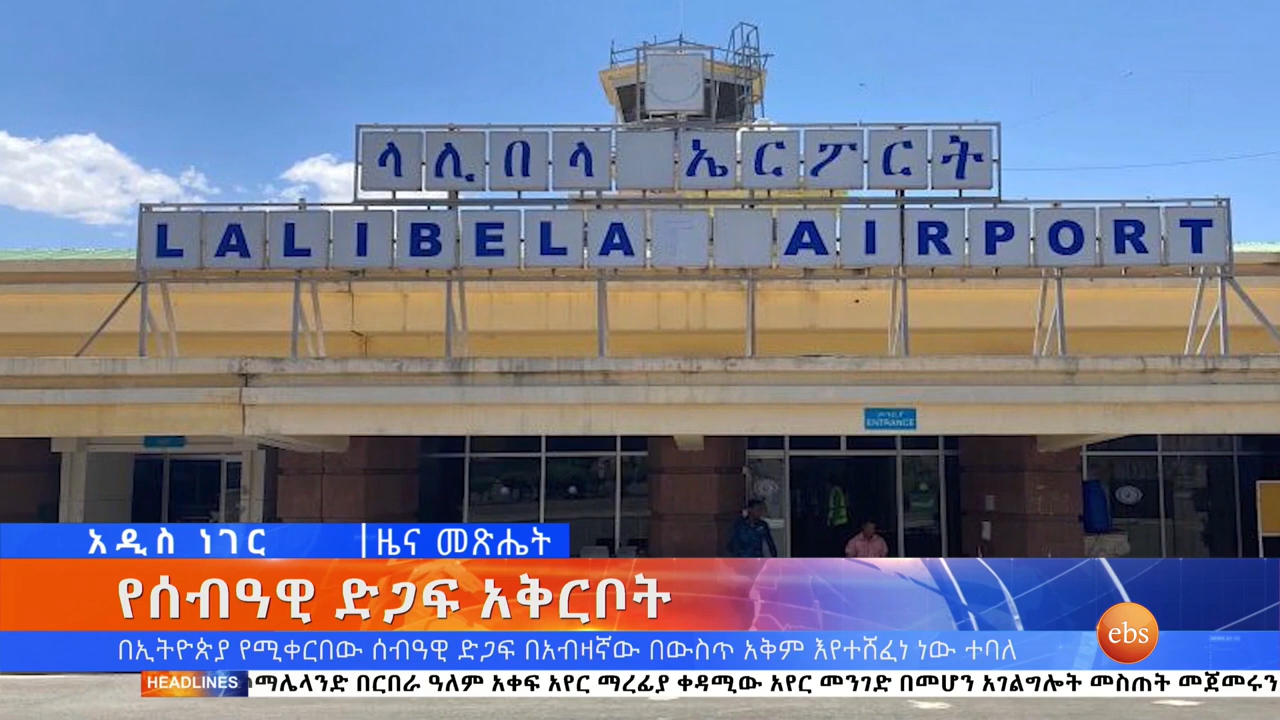 ላሊበላ ኤርፖርት
LALIBELA AIRPORT
ENTRANCE
አዲስ ነገር |ዜና መጽሔት
የሰብዓዊ ድጋፍ አቅርቦት
በኢትዮጵያ የሚቀርበው ሰብዓዊ ድጋፍ በአብዛኛው በውስጥ አቅም እየተሸፈነ ነው ተባለ
ebs
HEADLINES
ማሌላንድ በርበራ ዓለም አቀፍ አየር ማረፊያ ቀዳሚው አየር መንገድ በመሆን አገልግሎት መስጠት መጀመሩን